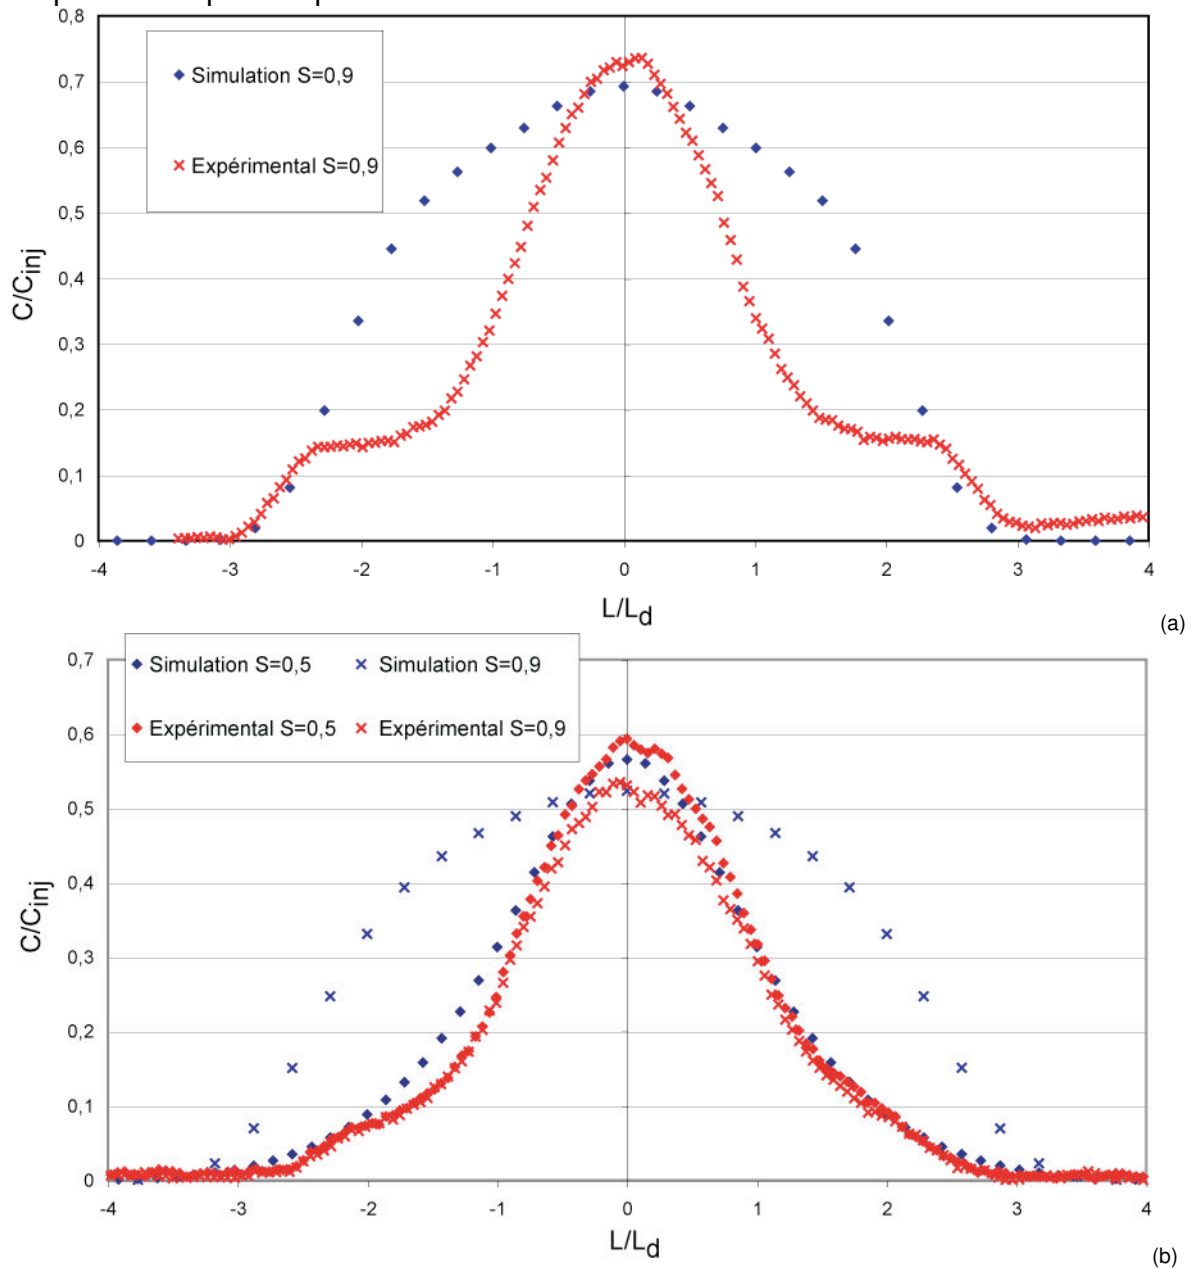 0,8
Simulation S=0,9
0,7
0,6
Expérimental S=0,9
0,5
0,4
C/Cinj
0,3
0,2
0,1
0
-4 -3 -2 -1 0 1 2 3 4
L/Ld
(a)
0,7 Simulation S=0,5 Simulation S=0,9
Expérimental S=0,5 Expérimental S=0,9
0,6
0,5
0,4
C/Cinj
0,3
0,2
0,1
0
-4 -3 -2 -1 0 1 2 3 4
L/Ld
(b)